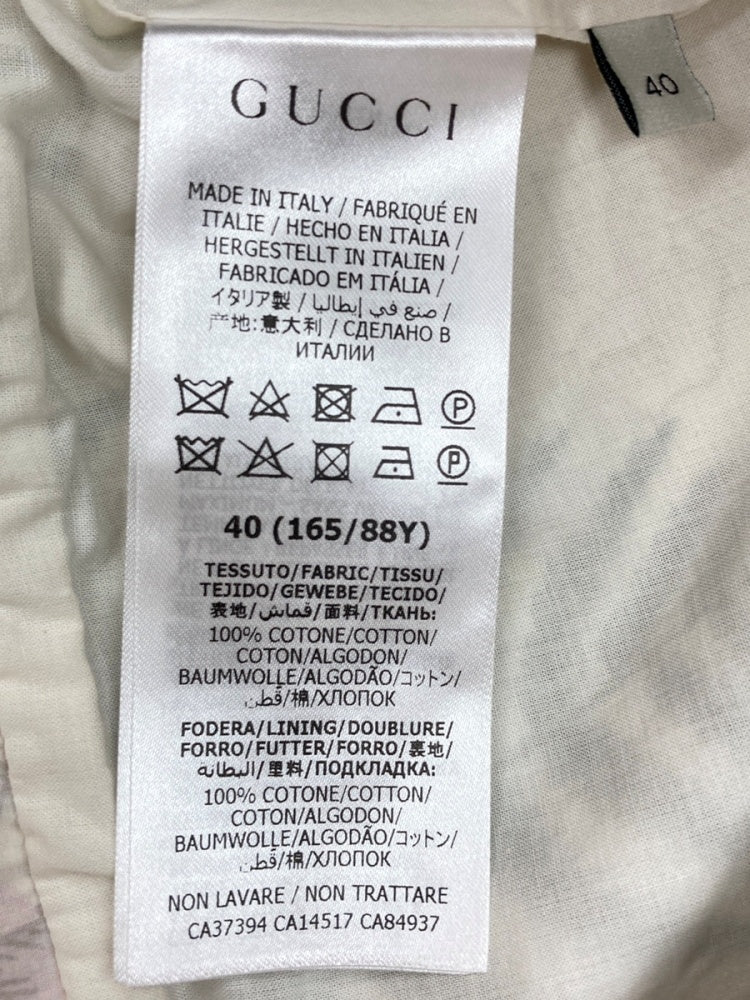 GUCCI
40
MADE IN ITALY / FABRIQUÉ EN
ITALIE / HECHO EN ITALIA /
HERGESTELLT IN ITALIEN /
FABRICADO EM ITÁLIA /
イタリア製 / صنع في إيطاليا /
产地:意大利 / СДЕЛАНО В
ИТАЛИИ
P
P
40 (165/88Y)
TESSUTO/FABRIC/TISSU/
TEJIDO/GEWEBE/TECIDO/
表地/قماش/面料/ТКАНЬ:
100% COTONE/COTTON/
COTON/ALGODON/
BAUMWOLLE/ALGODÃO/コットン/
قطن/棉/ХЛОПОК
FODERA/LINING/DOUBLURE/
FORRO/FUTTER/FORRO/裏地/
البطانة/里料/ПОДКЛАДКА:
100% COTONE/COTTON/
COTON/ALGODON/
BAUMWOLLE/ALGODÃO/コットン/
قطن/棉/ХЛОПОК
NON LAVARE / NON TRATTARE
CA37394 CA14517 CA84937